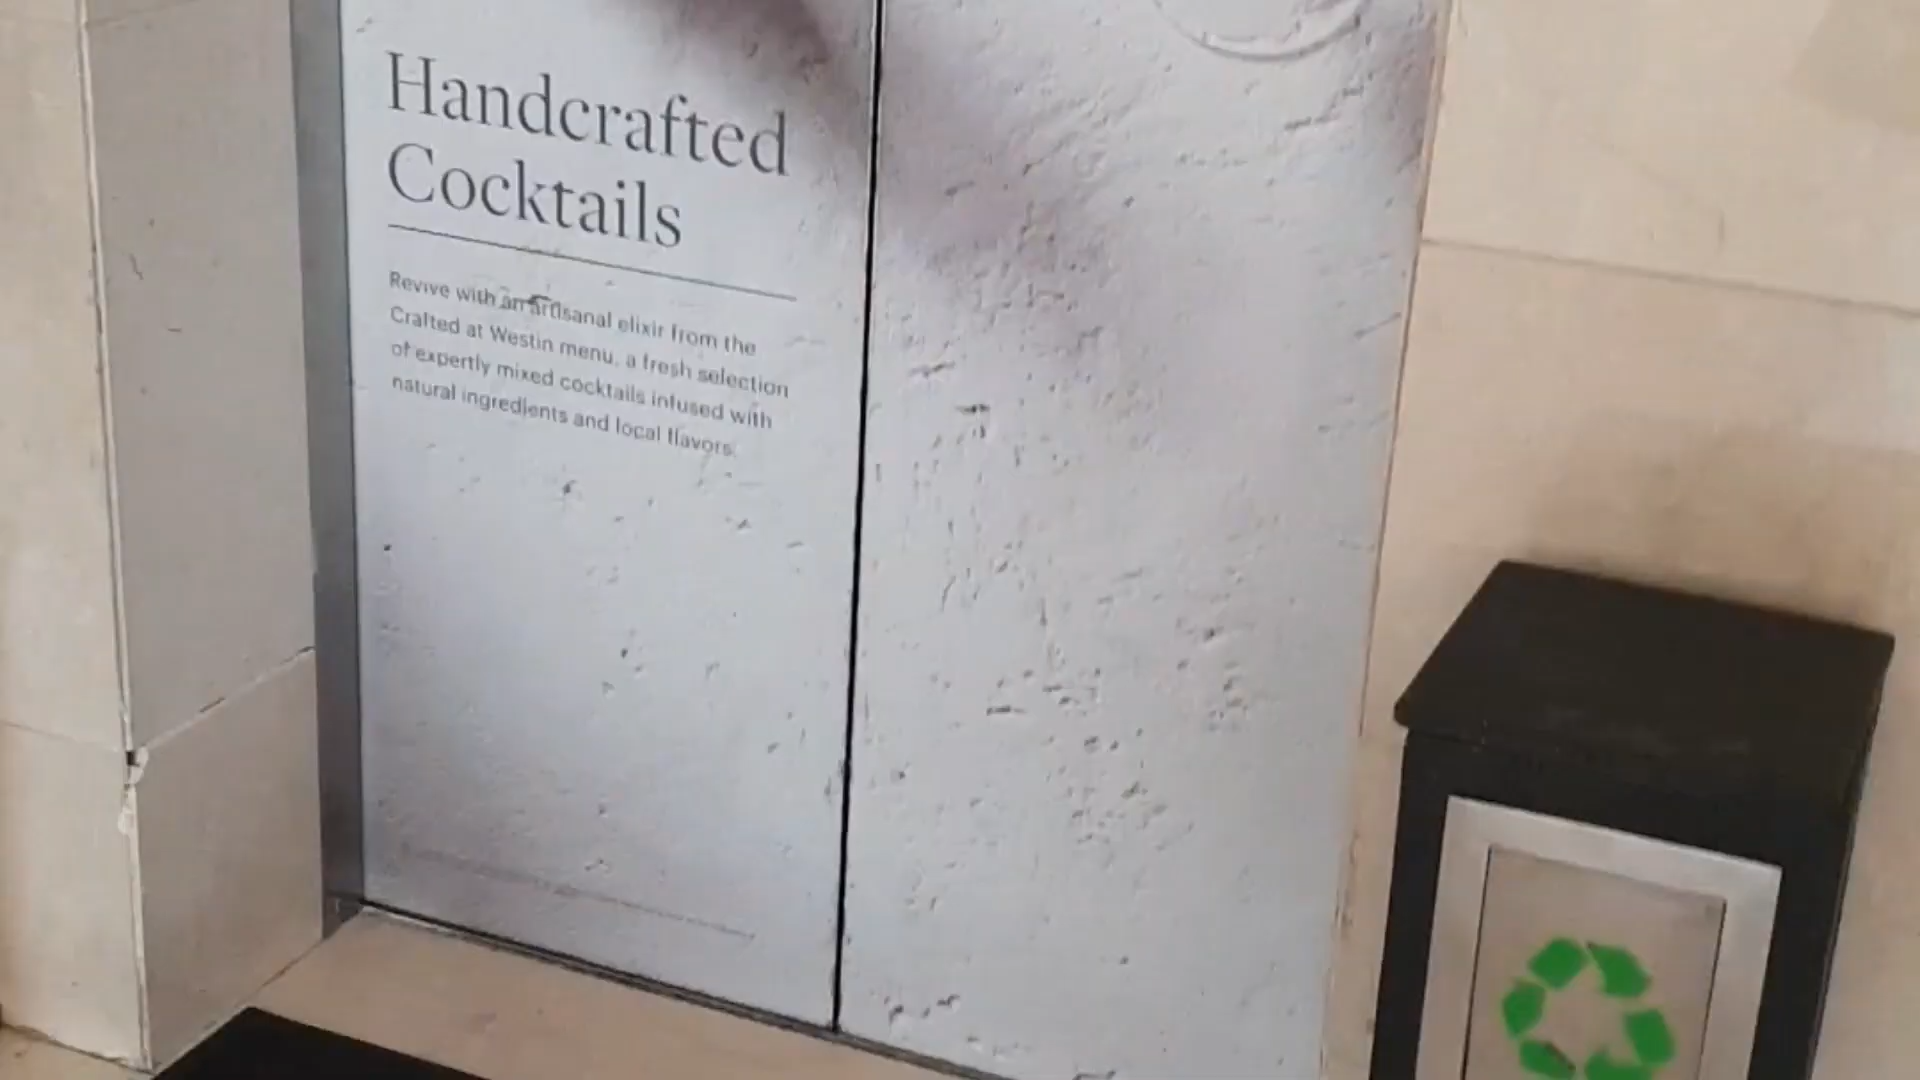 Handcrafted
Cocktails
Revive with an artisanal elixir from the
Crafted at Westin menu, a fresh selection
of expertly mixed cocktails infused with
natural ingredients and local flavors.